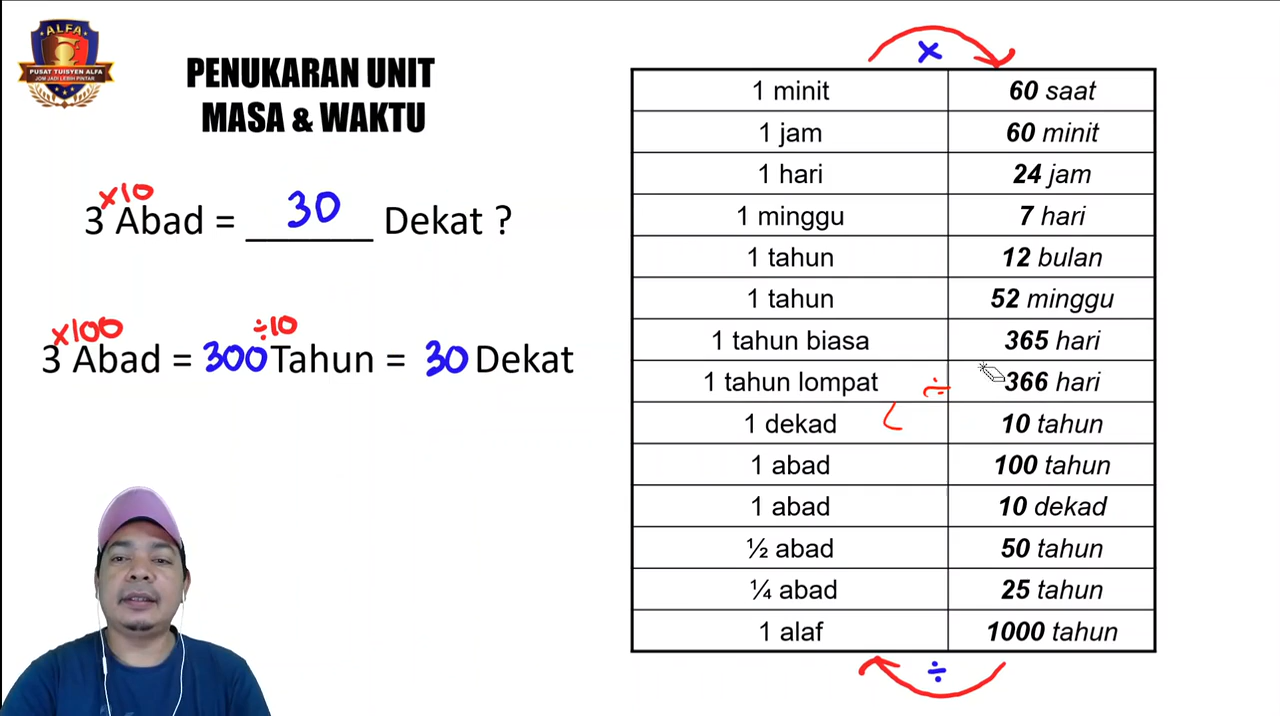 ALFA
PUSAT TUISYEN ALFA
JOM JADI LEBIH PINTAR
PENUKARAN UNIT
MASA & WAKTU
×10
3 Abad = 30 Dekat ?
×100 ÷10
3 Abad = 300 Tahun = 30 Dekat
×
1 minit 60 saat
1 jam 60 minit
1 hari 24 jam
1 minggu 7 hari
1 tahun 12 bulan
1 tahun 52 minggu
1 tahun biasa 365 hari
1 tahun lompat 366 hari
÷
1 dekad 10 tahun
1 abad 100 tahun
1 abad 10 dekad
½ abad 50 tahun
¼ abad 25 tahun
1 alaf 1000 tahun
÷